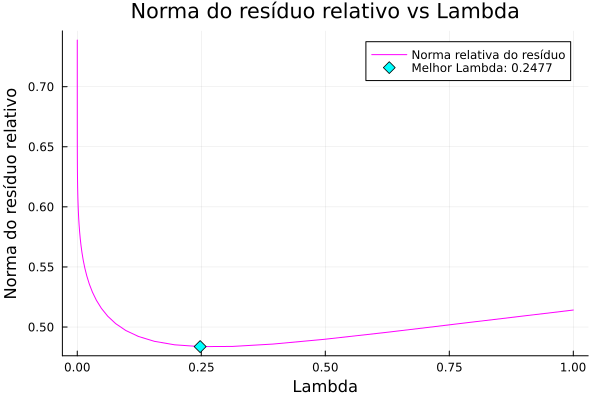 Norma do resíduo relativo vs Lambda
Norma relativa do resíduo
Melhor Lambda: 0.2477
Norma do resíduo relativo
0.70
0.65
0.60
0.55
0.50
0.00 0.25 0.50 0.75 1.00
Lambda